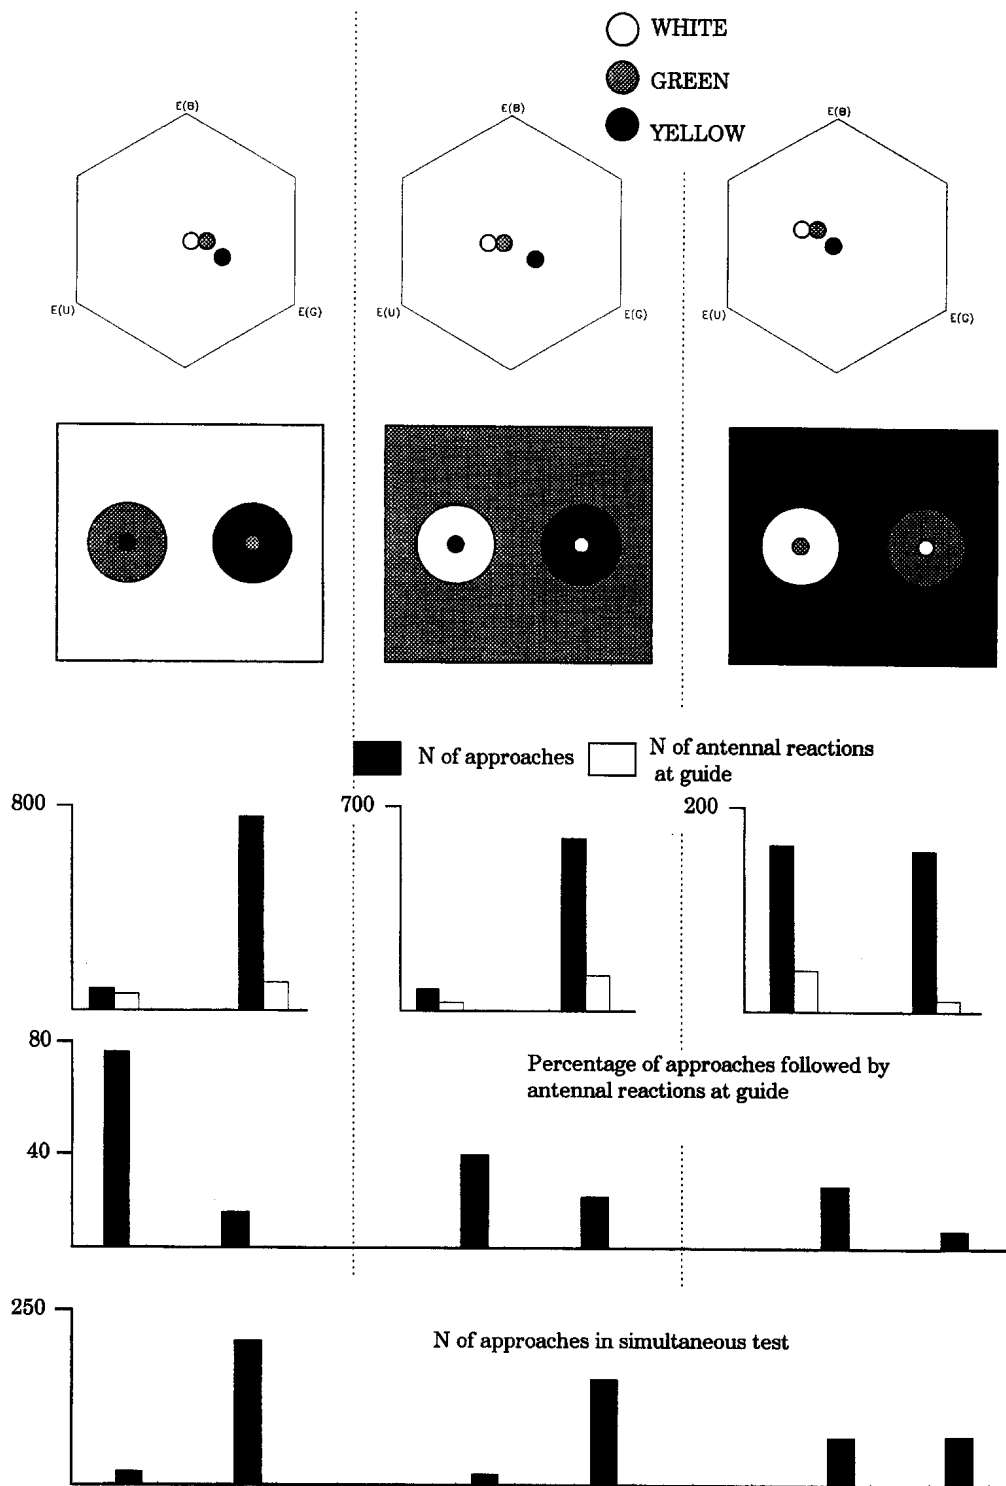 WHITE
GREEN
YELLOW
E(B)
E(U)
E(G)
E(B)
E(U)
E(G)
E(B)
E(U)
E(G)
N of approaches
N of antennal reactions
at guide
800
700
200
80
40
Percentage of approaches followed by
antennal reactions at guide
250
N of approaches in simultaneous test